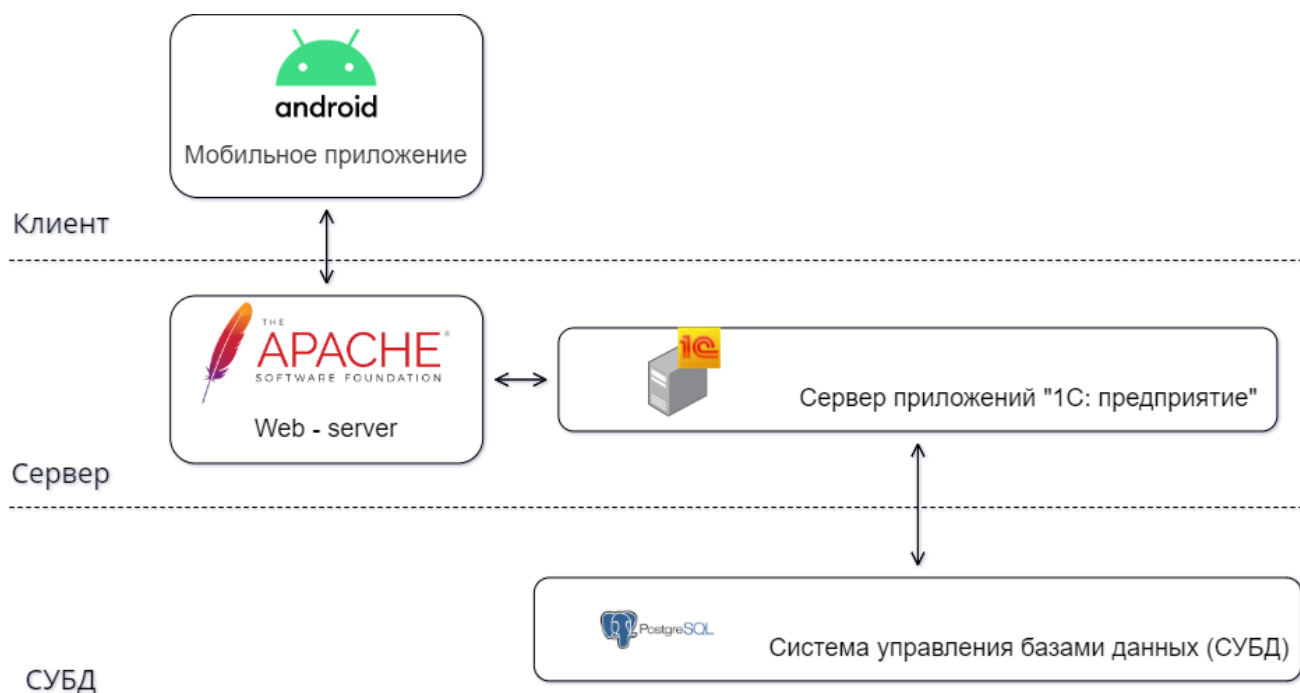 android
Мобильное приложение
Клиент
THE
APACHE®
SOFTWARE FOUNDATION
Web - server
1С
Сервер приложений "1С: предприятие"
Сервер
PostgreSQL
Система управления базами данных (СУБД)
СУБД